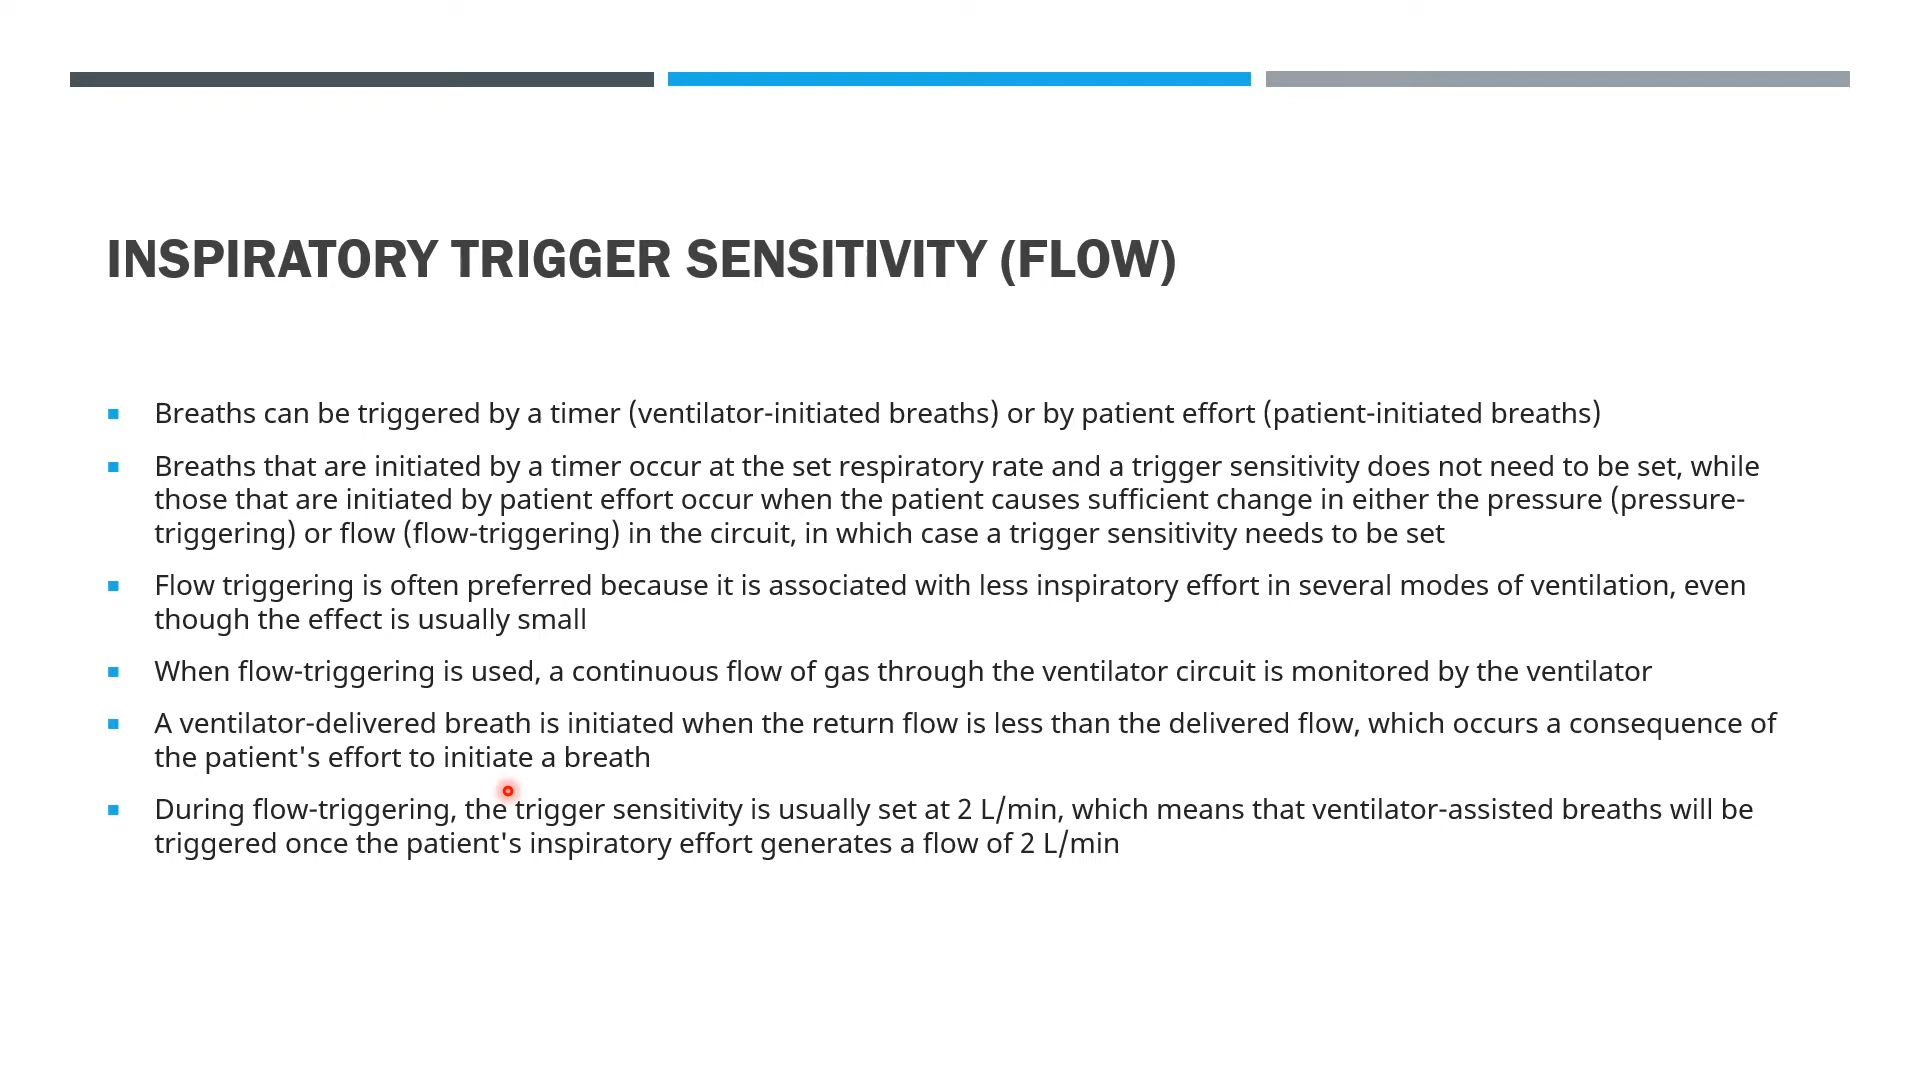 INSPIRATORY TRIGGER SENSITIVITY (FLOW)
Breaths can be triggered by a timer (ventilator-initiated breaths) or by patient effort (patient-initiated breaths)
Breaths that are initiated by a timer occur at the set respiratory rate and a trigger sensitivity does not need to be set, while
those that are initiated by patient effort occur when the patient causes sufficient change in either the pressure (pressure-
triggering) or flow (flow-triggering) in the circuit, in which case a trigger sensitivity needs to be set
Flow triggering is often preferred because it is associated with less inspiratory effort in several modes of ventilation, even
though the effect is usually small
When flow-triggering is used, a continuous flow of gas through the ventilator circuit is monitored by the ventilator
A ventilator-delivered breath is initiated when the return flow is less than the delivered flow, which occurs a consequence of
the patient's effort to initiate a breath
During flow-triggering, the trigger sensitivity is usually set at 2 L/min, which means that ventilator-assisted breaths will be
triggered once the patient's inspiratory effort generates a flow of 2 L/min